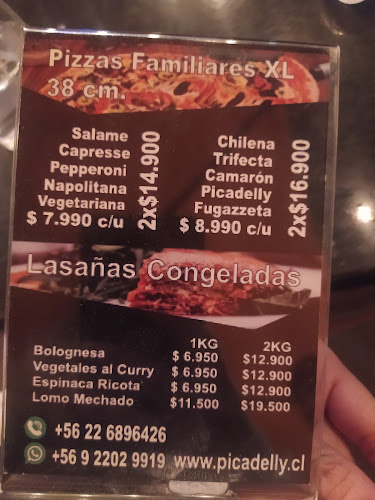 Pizzas Familiares XL
38 cm.
Salame
Capresse
Pepperoni
Napolitana
Vegetariana
$ 7.990 c/u
2x$14.900
Chilena
Trifecta
Camarón
Picadelly
Fugazzeta
$ 8.990 c/u
2x$16.900
Lasañas Congeladas
1KG 2KG
Bolognesa $ 6.950 $12.900
Vegetales al Curry $ 6.950 $12.900
Espinaca Ricota $ 6.950 $12.900
Lomo Mechado $11.500 $19.500
+56 22 6896426
+56 9 2202 9919 www.picadelly.cl